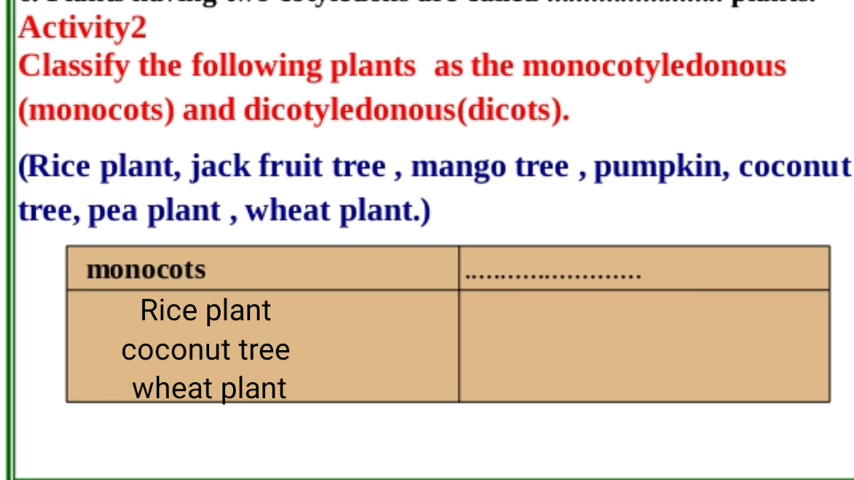 Activity2
Classify the following plants as the monocotyledonous
(monocots) and dicotyledonous(dicots).
(Rice plant, jack fruit tree , mango tree , pumpkin, coconut
tree, pea plant , wheat plant.)
monocots ........................
Rice plant
coconut tree
wheat plant